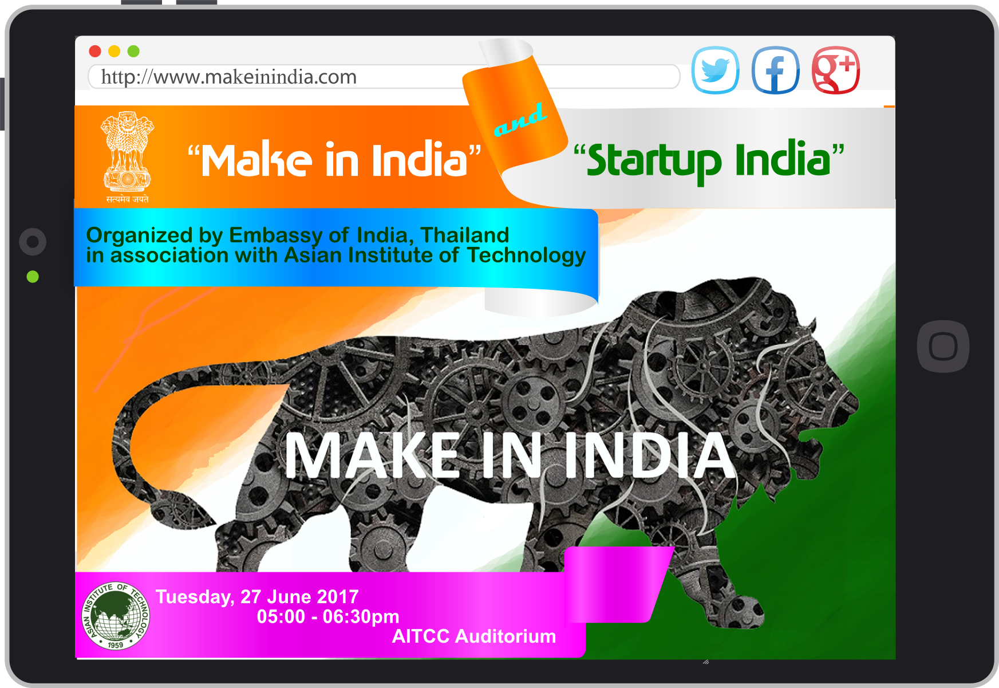 http://www.makeinindia.com
g+
and
“Make in India”
“Startup India”
सत्यमेव जयते
Organized by Embassy of India, Thailand
in association with Asian Institute of Technology
MAKE IN INDIA
Tuesday, 27 June 2017
05:00 - 06:30pm
AITCC Auditorium
ASIAN INSTITUTE OF TECHNOLOGY
• 1959 •